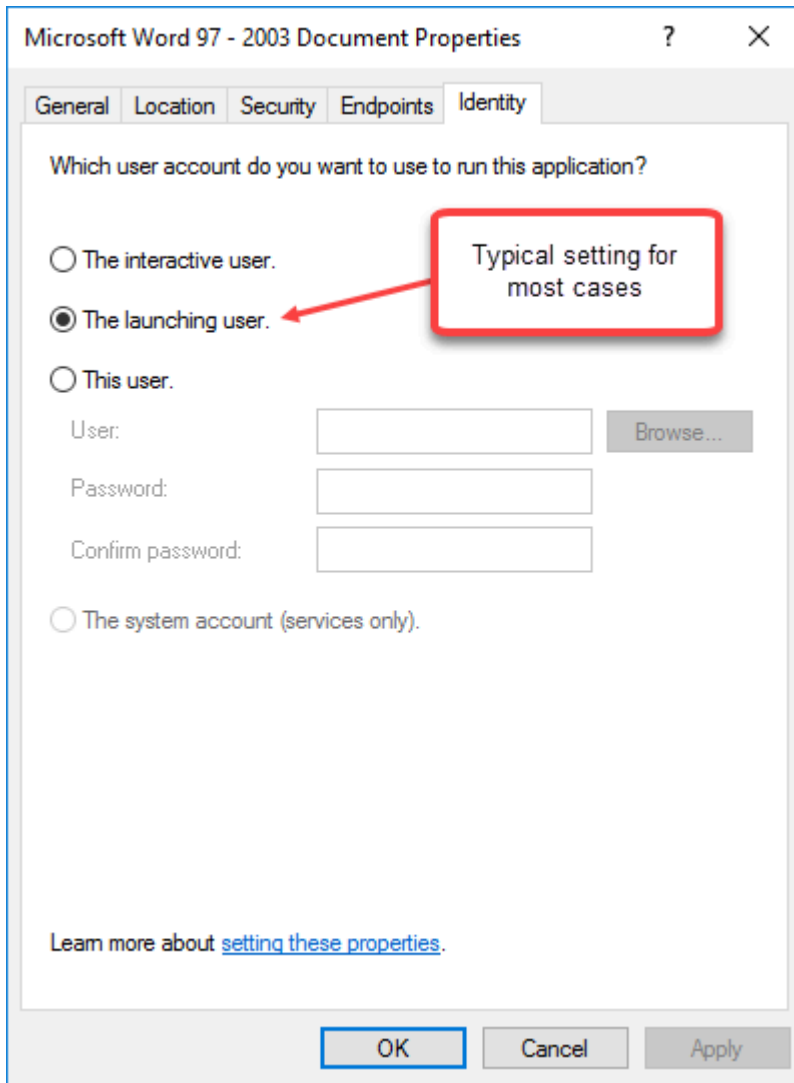 Microsoft Word 97 - 2003 Document Properties ? ×
General Location Security Endpoints Identity
Which user account do you want to use to run this application?
The interactive user.
Typical setting for
most cases
The launching user.
This user.
User: Browse...
Password:
Confirm password:
The system account (services only).
Learn more about setting these properties.
OK Cancel Apply